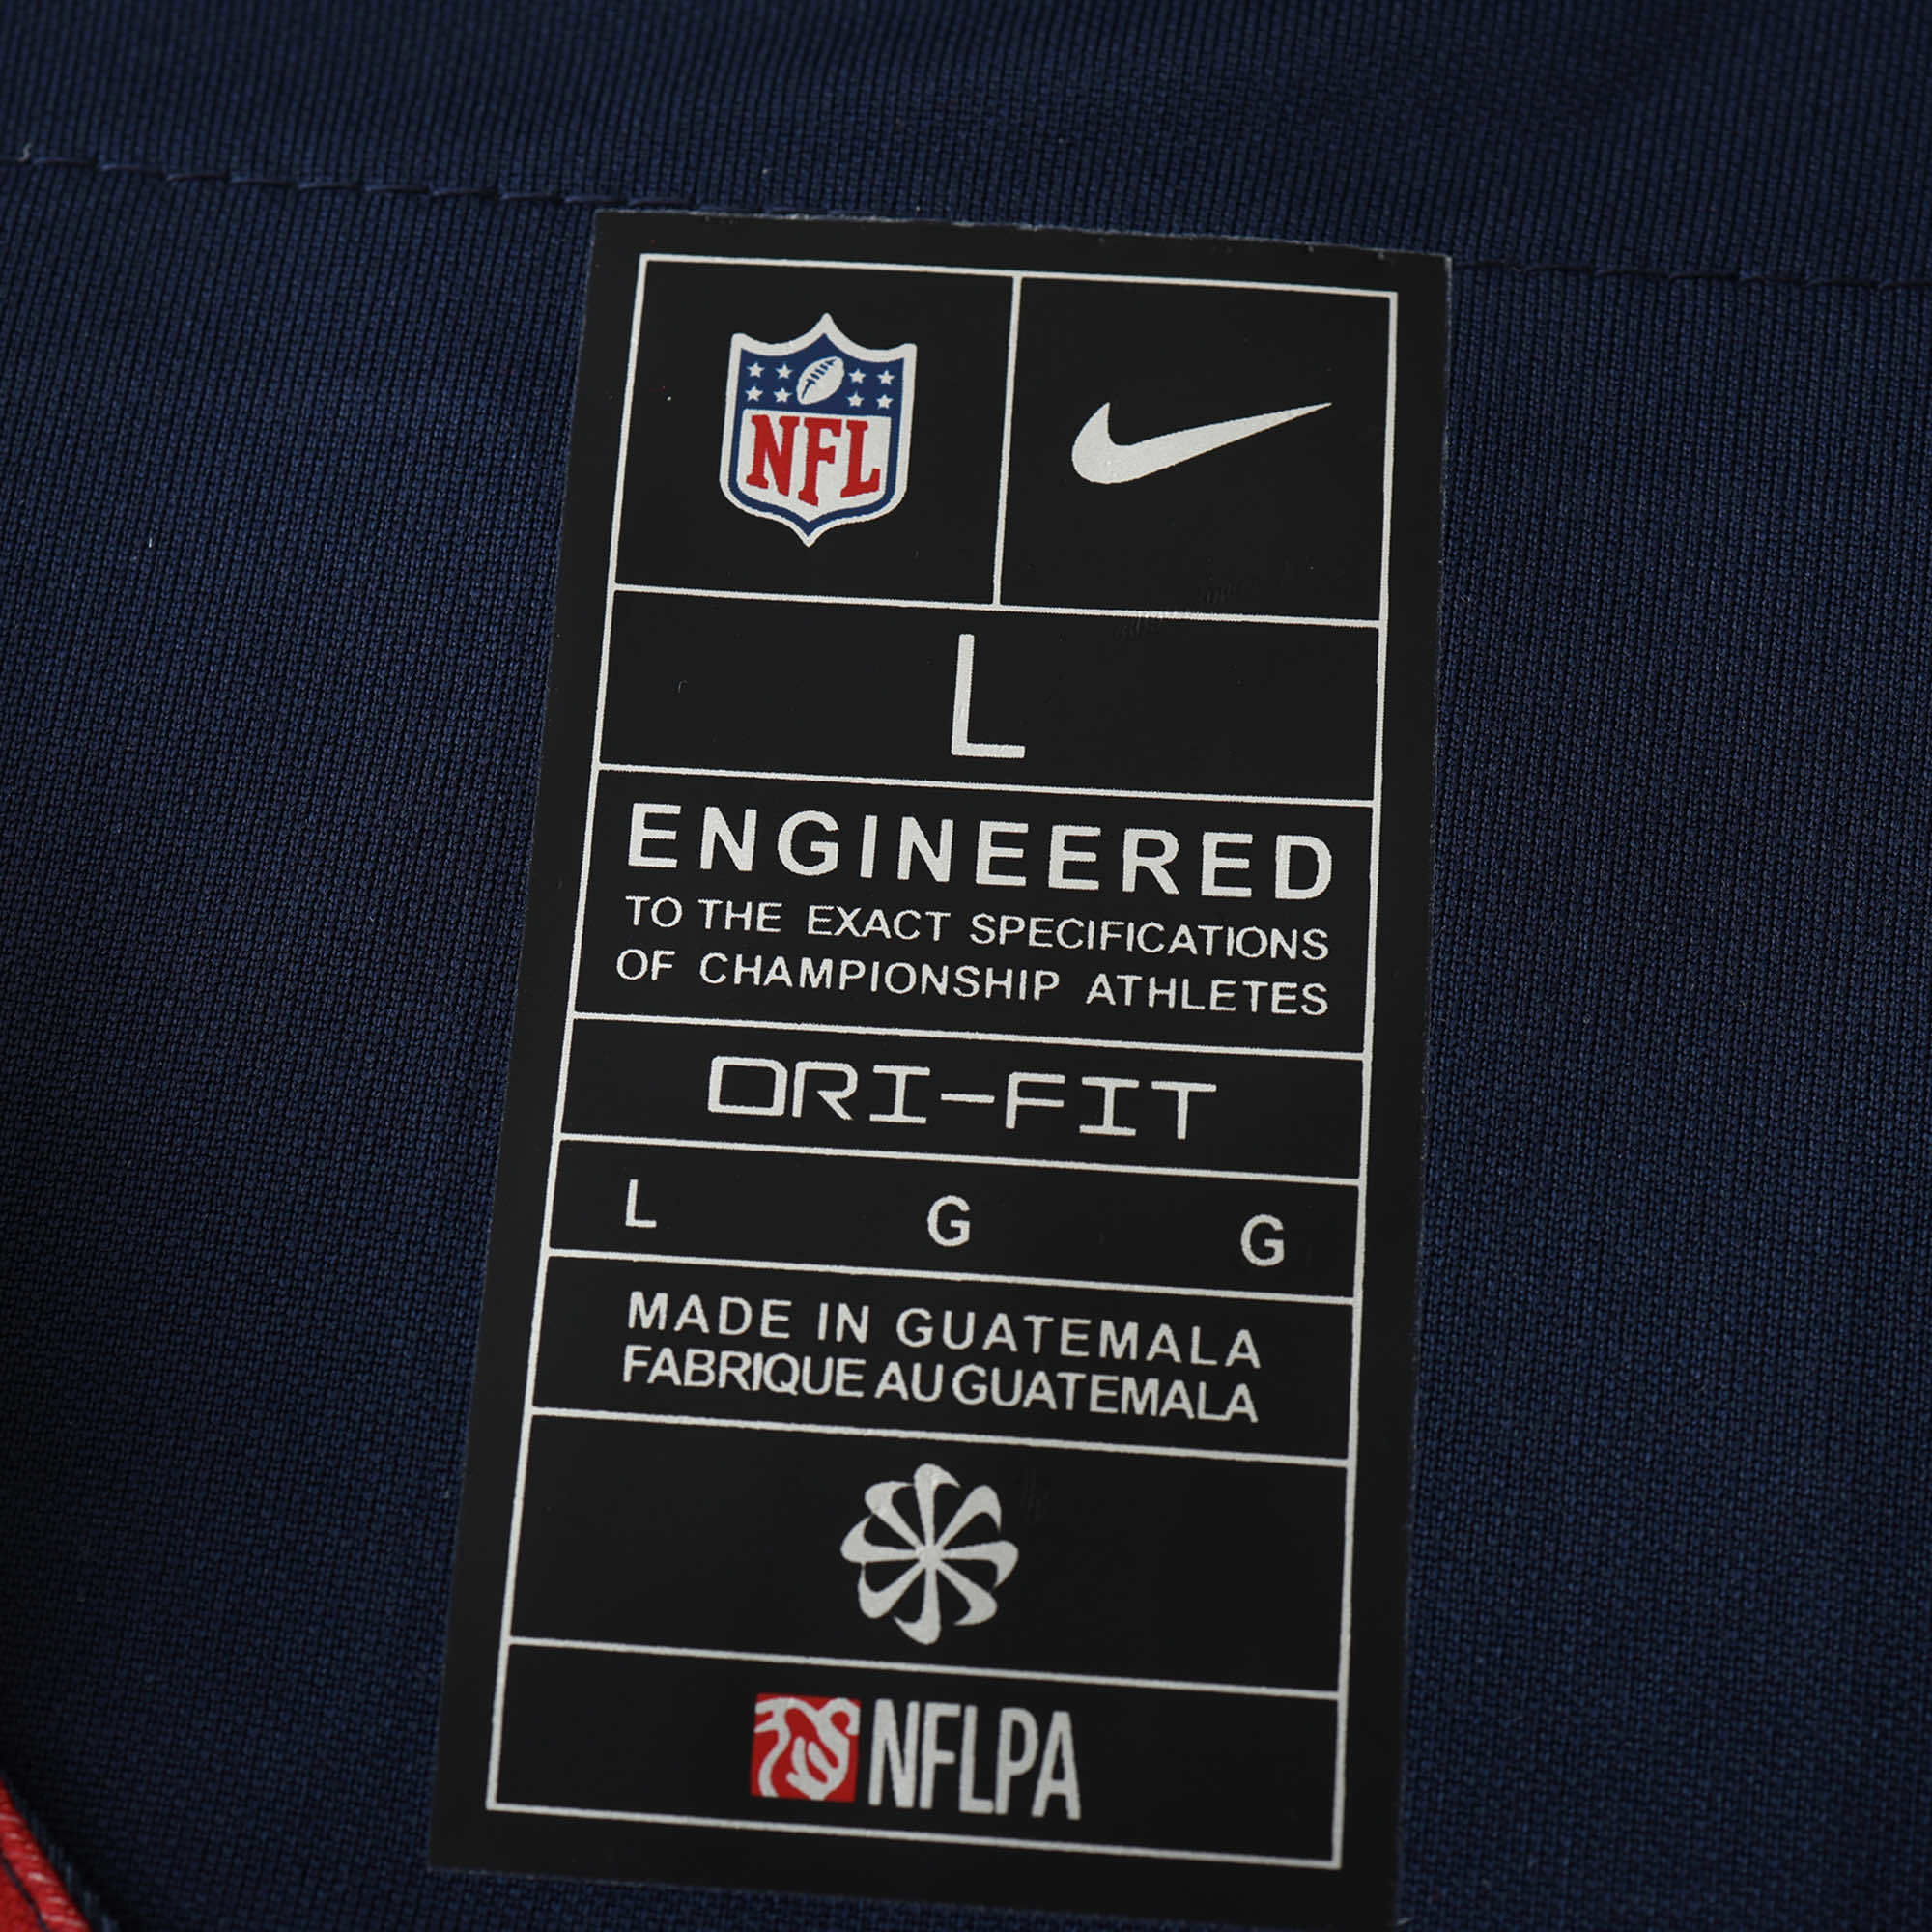 NFL
L
ENGINEERED
TO THE EXACT SPECIFICATIONS
OF CHAMPIONSHIP ATHLETES
DRI-FIT
L G G
MADE IN GUATEMALA
FABRIQUE AU GUATEMALA
NFLPA